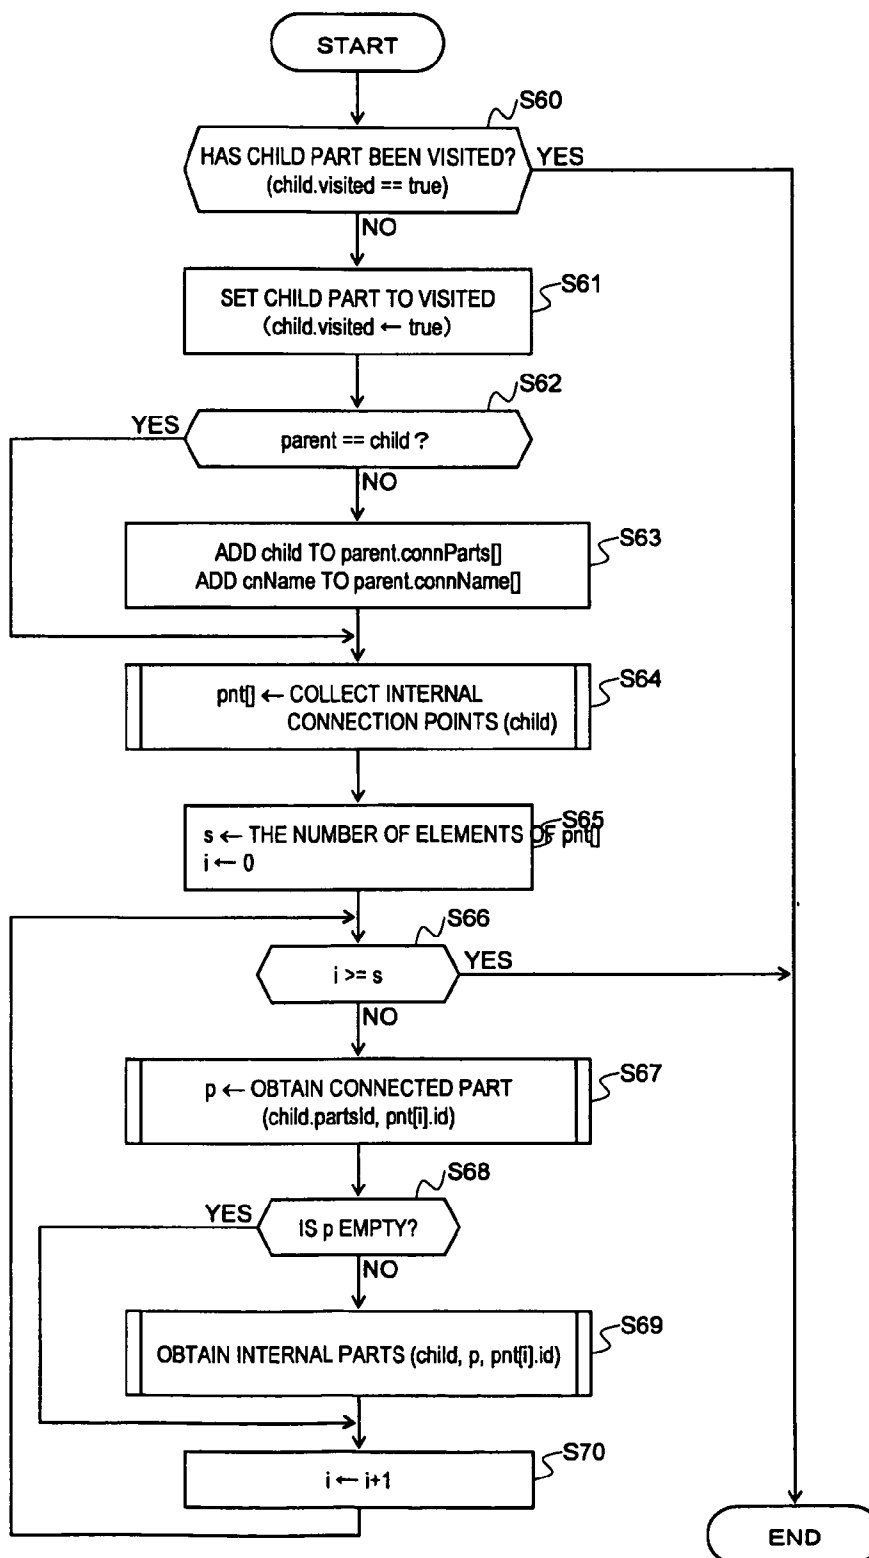 START
S60
HAS CHILD PART BEEN VISITED?
(child.visited == true)
YES
NO
S61
SET CHILD PART TO VISITED
(child.visited ← true)
S62
YES
parent == child ?
NO
S63
ADD child TO parent.connParts[]
ADD cnName TO parent.connName[]
S64
pnt[] ← COLLECT INTERNAL
CONNECTION POINTS (child)
S65
s ← THE NUMBER OF ELEMENTS OF pnt[]
i ← 0
S66
i >= s
YES
NO
S67
p ← OBTAIN CONNECTED PART
(child.partsId, pnt[i].id)
S68
YES
IS p EMPTY?
NO
S69
OBTAIN INTERNAL PARTS (child, p, pnt[i].id)
S70
i ← i+1
END